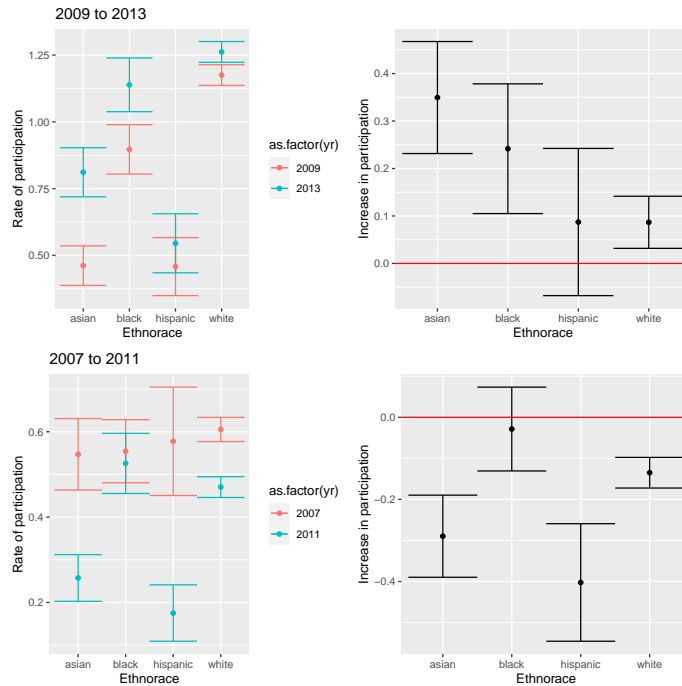 2009 to 2013
Rate of participation
1.25
1.00
0.75
0.50
asian
black
hispanic
white
Ethnorace
as.factor(yr)
2009
2013
Increase in participation
0.4
0.3
0.2
0.1
0.0
asian
black
hispanic
white
Ethnorace
2007 to 2011
Rate of participation
0.6
0.4
0.2
asian
black
hispanic
white
Ethnorace
as.factor(yr)
2007
2011
Increase in participation
0.0
−0.2
−0.4
asian
black
hispanic
white
Ethnorace